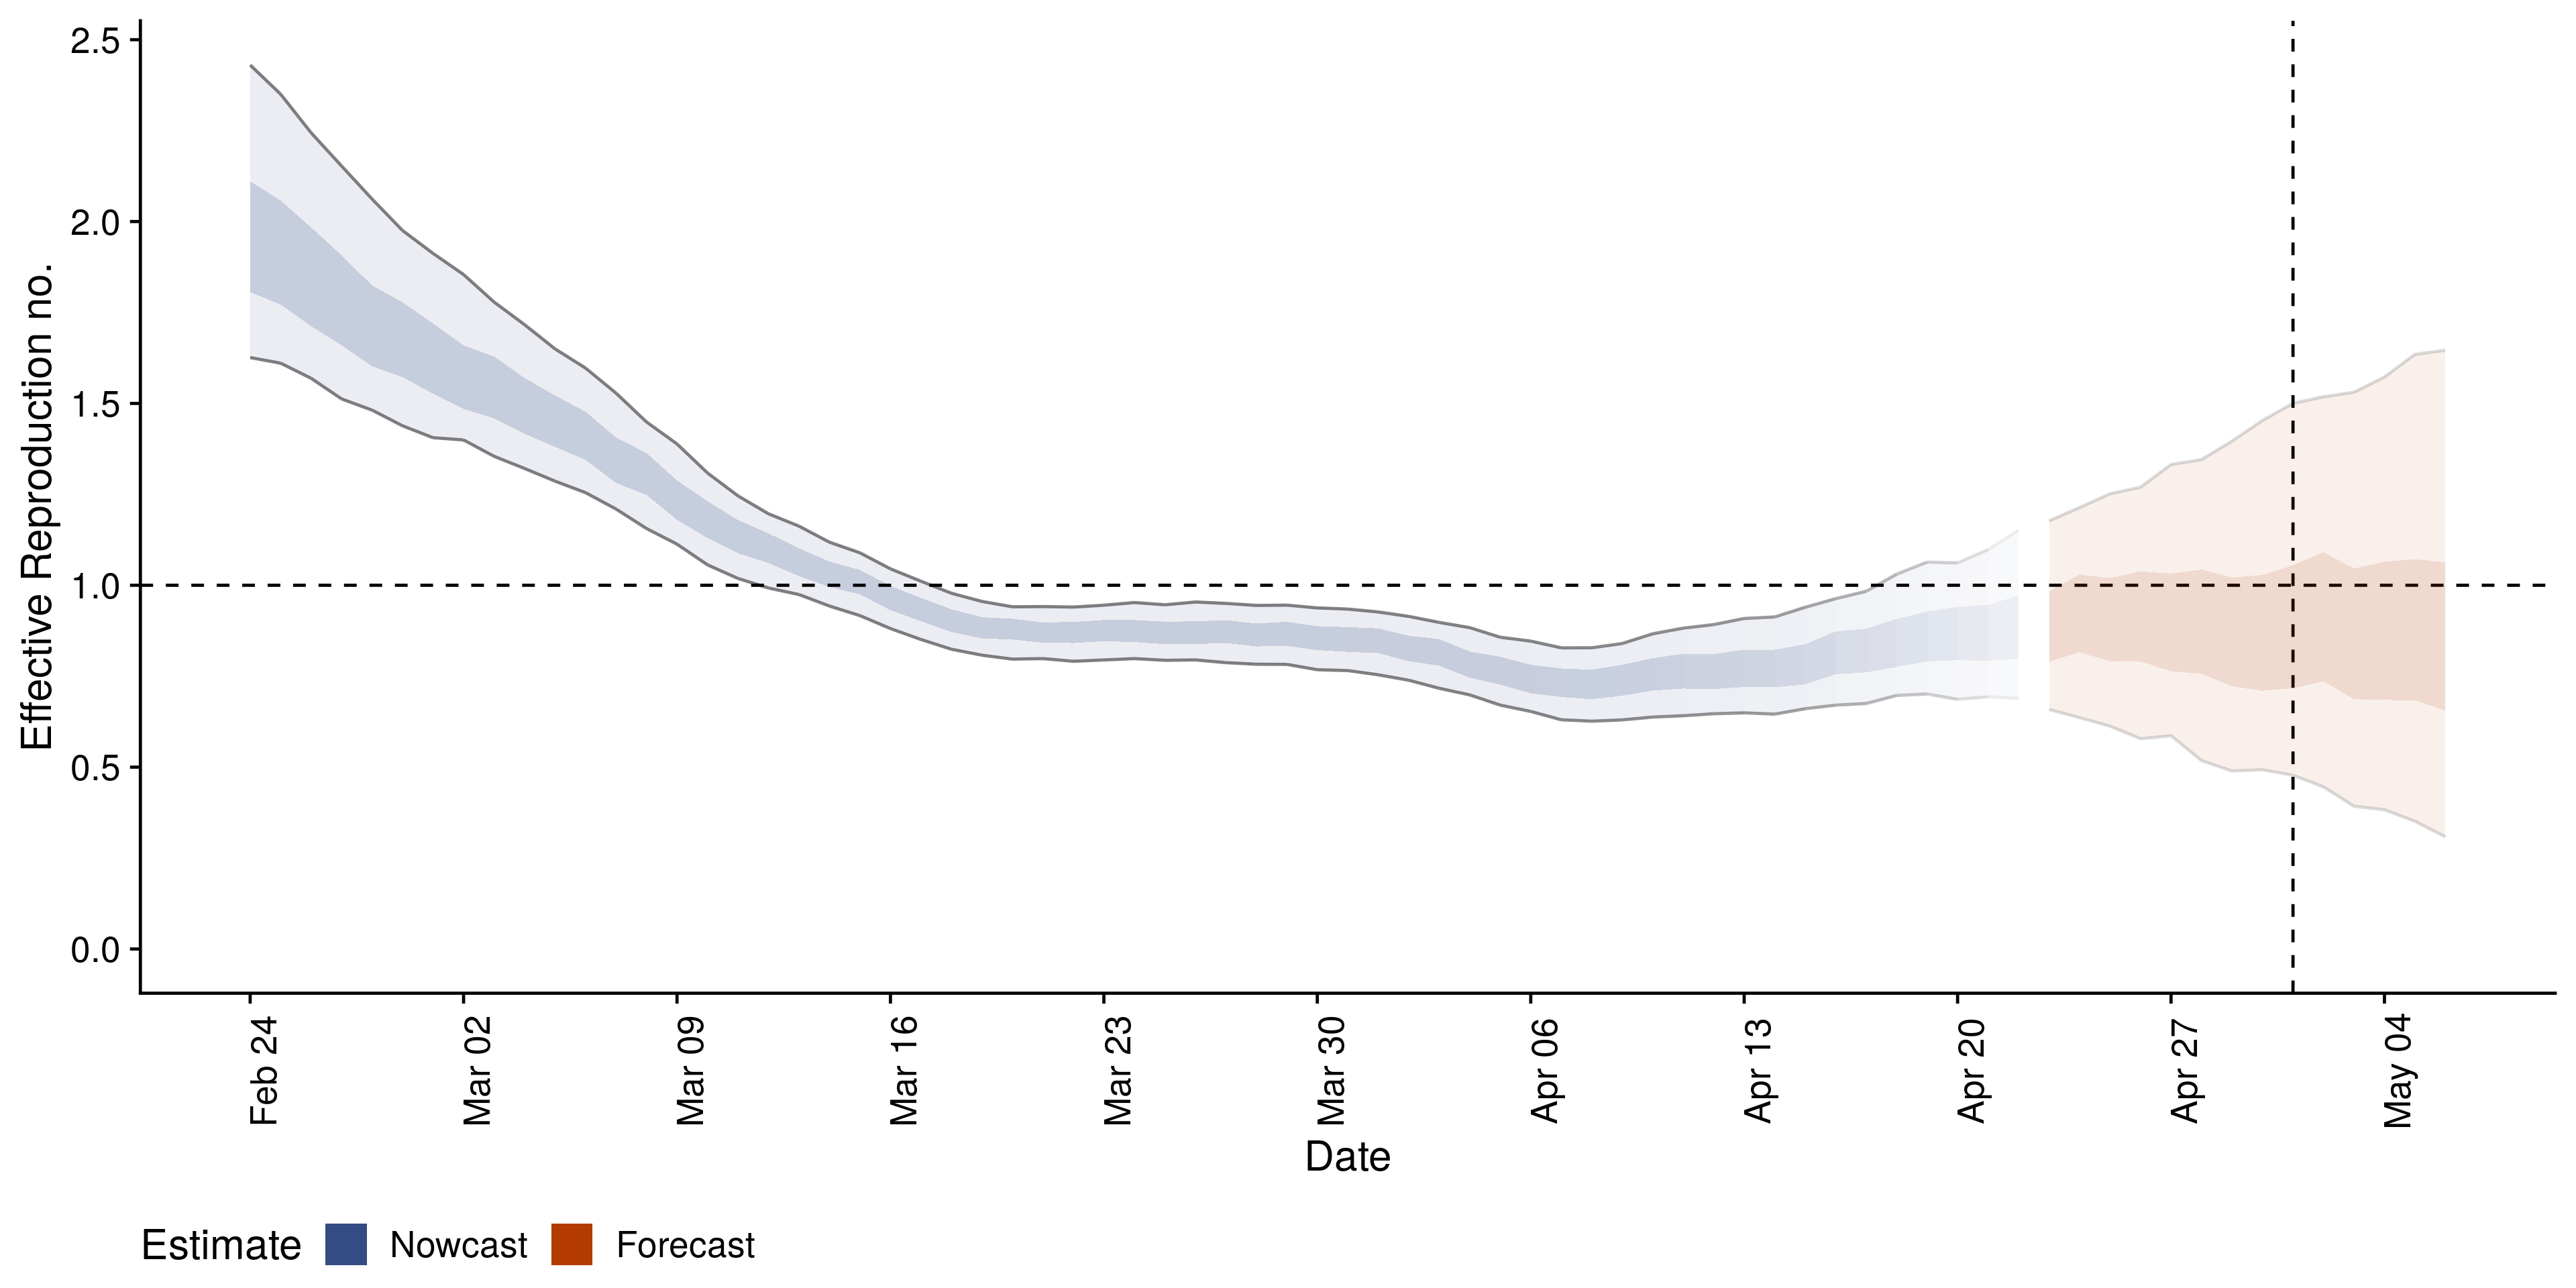 Effective Reproduction no.
2.5
2.0
1.5
1.0
0.5
0.0
Feb 24
Mar 02
Mar 09
Mar 16
Mar 23
Mar 30
Apr 06
Apr 13
Apr 20
Apr 27
May 04
Date
Estimate Nowcast Forecast